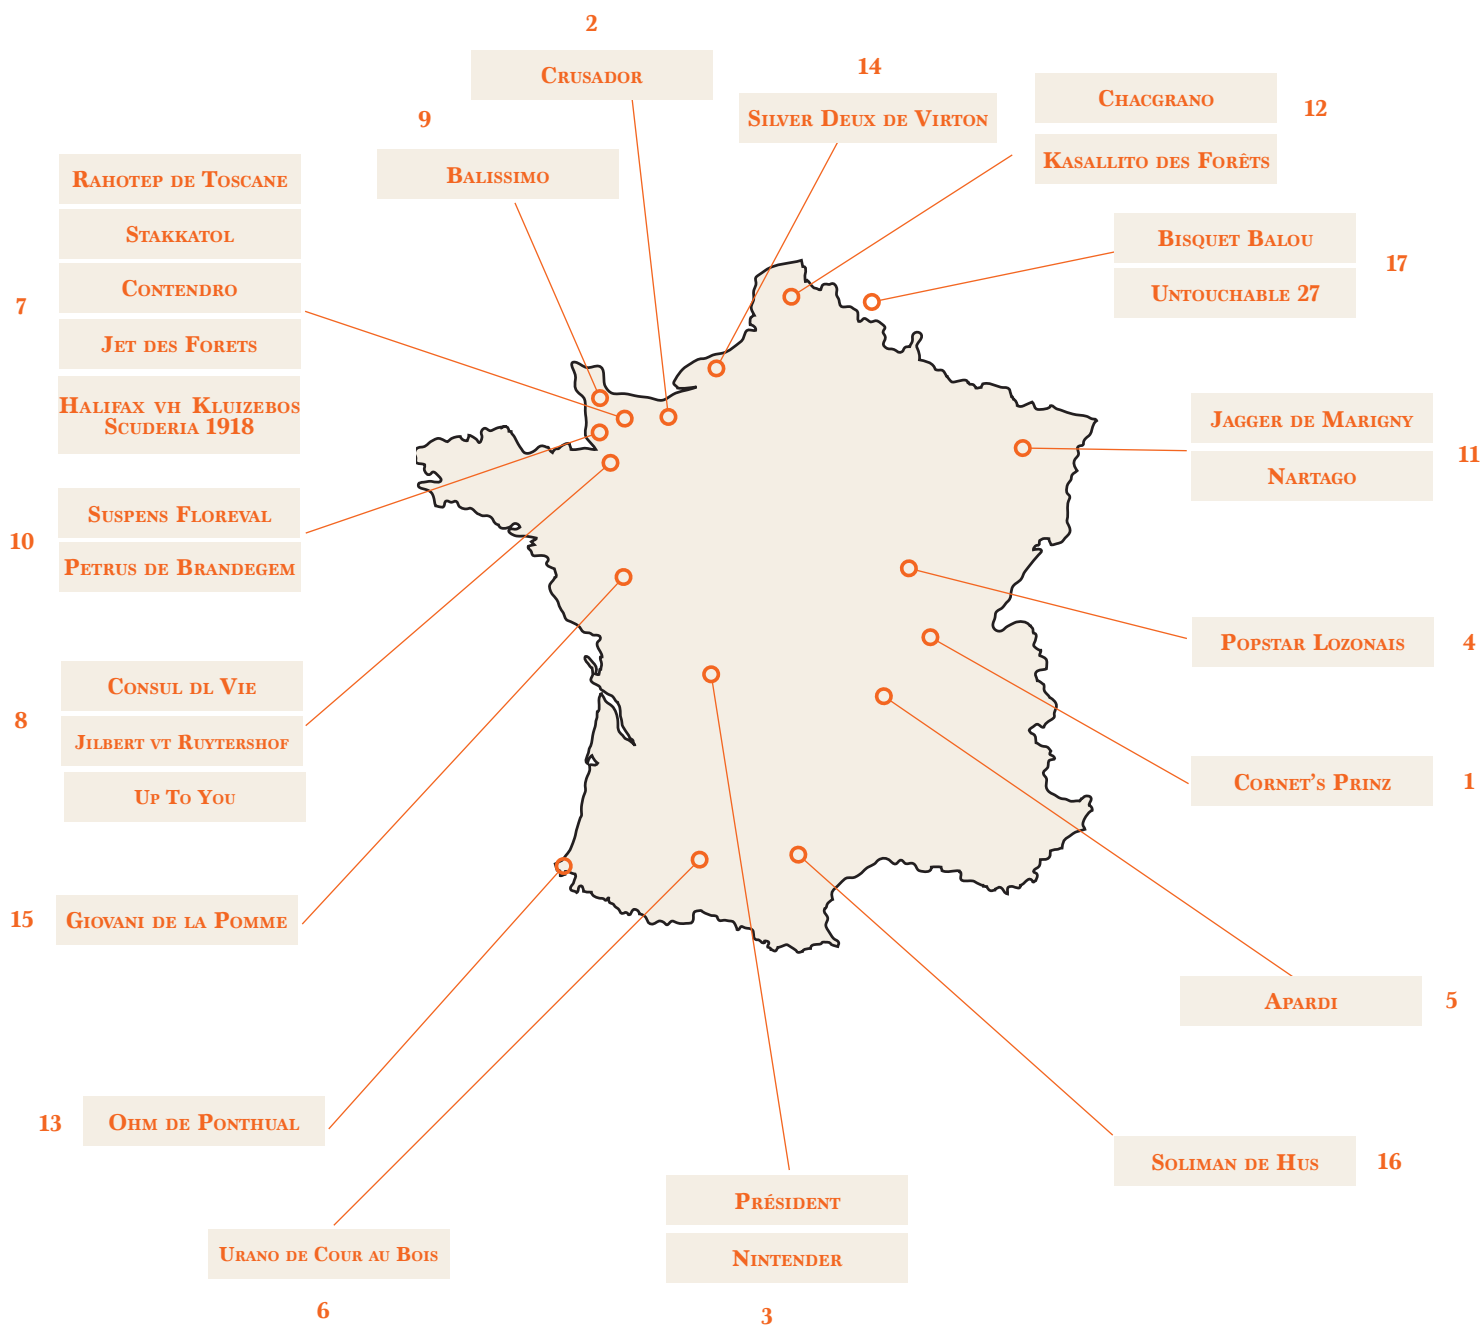 2
Crusador
14
Silver Deux de Virton
Chacgrano
12
Kasallito des Forêts
9
Balissimo
Rahotep de Toscane
Stakkatol
Contendro
7
Jet des Forets
Halifax vh Kluizebos
Scuderia 1918
Bisquet Balou
17
Untouchable 27
Jagger de Marigny
11
Nartago
Suspens Floreval
10
Petrus de Brandegem
Popstar Lozonais
4
Consul dl Vie
8
Jilbert vt Ruytershof
Up To You
Cornet's Prinz
1
15
Giovani de la Pomme
Apardi
5
13
Ohm de Ponthual
Soliman de Hus
16
Président
Nintender
3
Urano de Cour au Bois
6